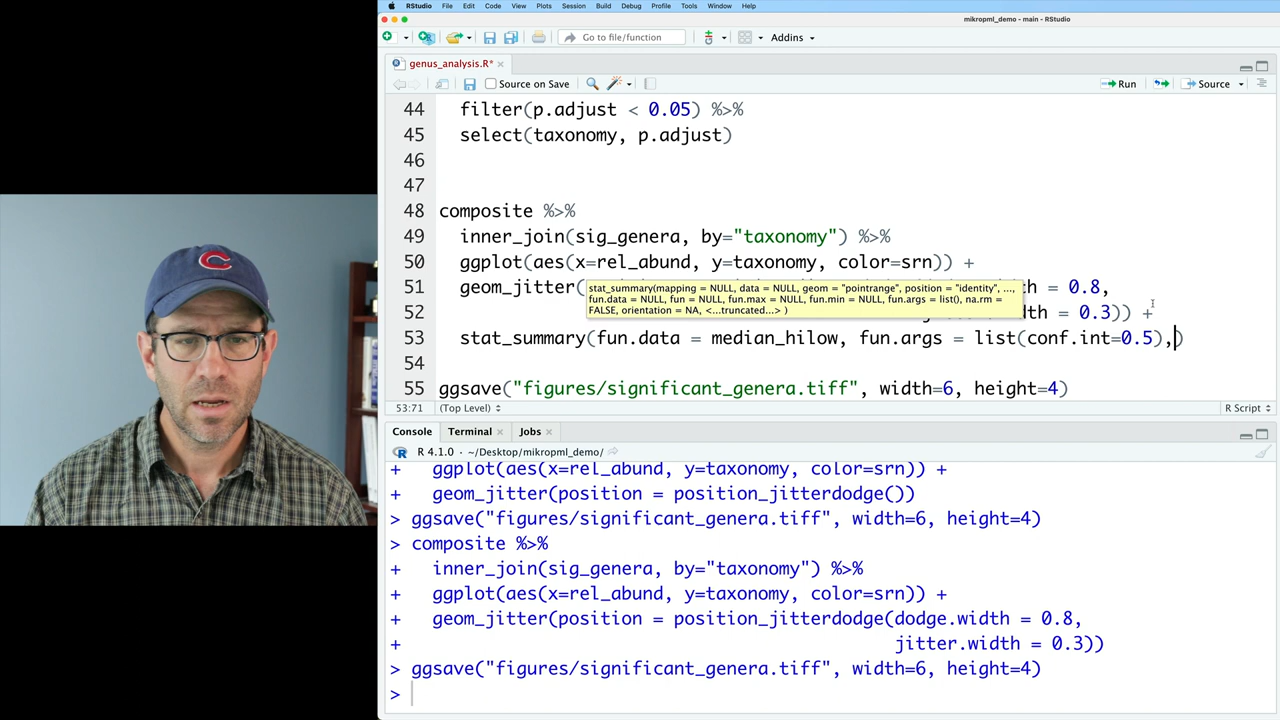 RStudio File Edit Code View Plots Session Build Debug Profile Tools Window Help
mikropml_demo - main - RStudio
Go to file/function Addins
genus_analysis.R*
Source on Save Run Source
44 filter(p.adjust < 0.05) %>%
45 select(taxonomy, p.adjust)
46
47
48 composite %>%
49 inner_join(sig_genera, by="taxonomy") %>%
50 ggplot(aes(x=rel_abund, y=taxonomy, color=srn)) +
51 geom_jitter( th = 0.8,
stat_summary(mapping = NULL, data = NULL, geom = "pointrange", position = "identity", ...,
fun.data = NULL, fun = NULL, fun.max = NULL, fun.min = NULL, fun.args = list(), na.rm =
FALSE, orientation = NA, <...truncated...> )
52 dth = 0.3)) +
53 stat_summary(fun.data = median_hilow, fun.args = list(conf.int=0.5),)
54
55 ggsave("figures/significant_genera.tiff", width=6, height=4)
53:71 (Top Level) R Script
Console Terminal Jobs
R 4.1.0 · ~/Desktop/mikropml_demo/
+ ggplot(aes(x=rel_abund, y=taxonomy, color=srn)) +
+ geom_jitter(position = position_jitterdodge())
> ggsave("figures/significant_genera.tiff", width=6, height=4)
> composite %>%
+ inner_join(sig_genera, by="taxonomy") %>%
+ ggplot(aes(x=rel_abund, y=taxonomy, color=srn)) +
+ geom_jitter(position = position_jitterdodge(dodge.width = 0.8,
+ jitter.width = 0.3))
> ggsave("figures/significant_genera.tiff", width=6, height=4)
>